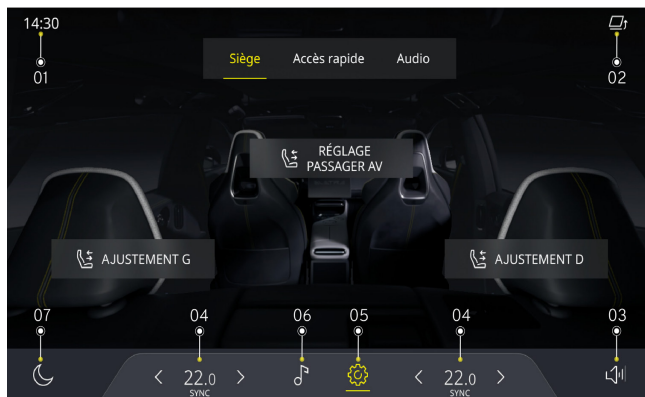 14:30
01
02
Siège
Accès rapide
Audio
RÉGLAGE
PASSAGER AV
AJUSTEMENT G
AJUSTEMENT D
07
04
06
05
04
03
22.0
SYNC
22.0
SYNC